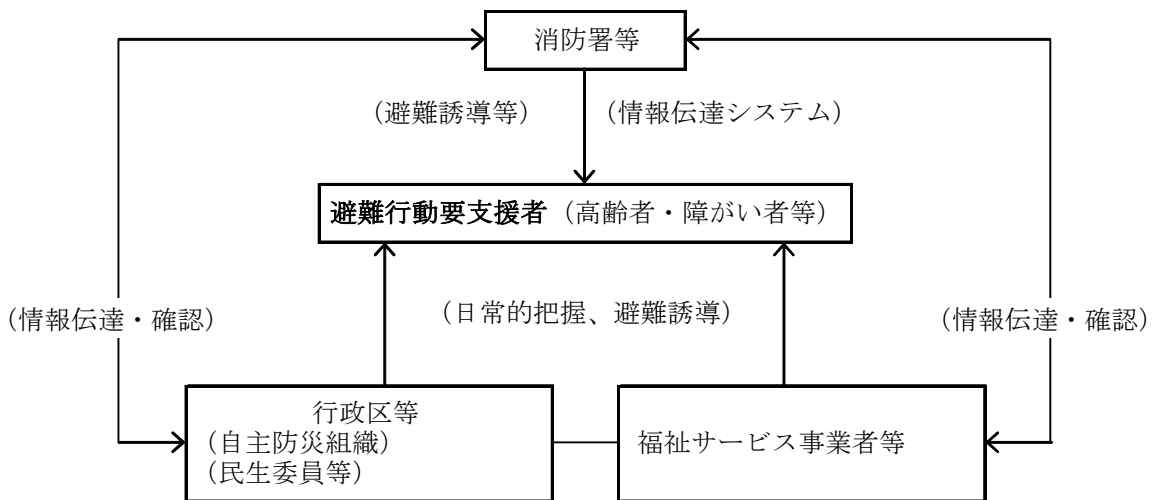 消防署等
（避難誘導等）
（情報伝達システム）
避難行動要支援者（高齢者・障がい者等）
（日常的把握、避難誘導）
（情報伝達・確認）
（情報伝達・確認）
行政区等
（自主防災組織）
（民生委員等）
福祉サービス事業者等